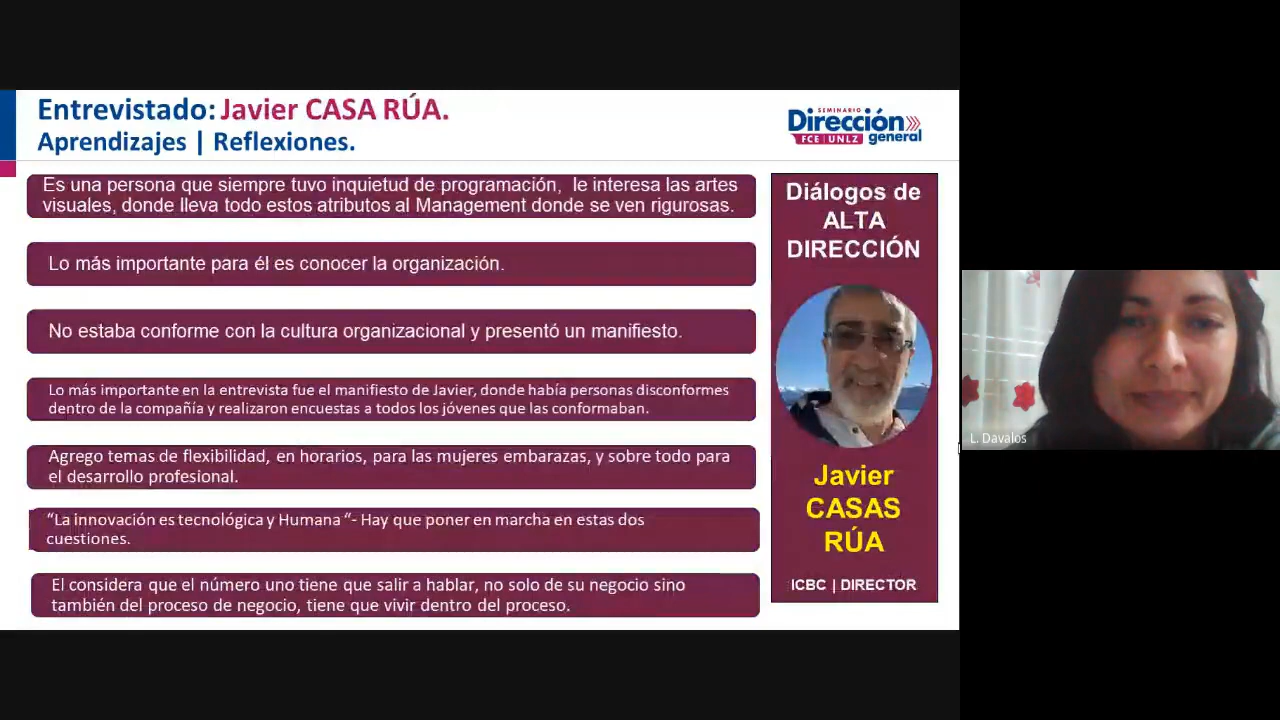 Entrevistado: Javier CASA RÚA.
Aprendizajes | Reflexiones.
SEMINARIO
Dirección
FCE | UNLZ general
Es una persona que siempre tuvo inquietud de programación, le interesa las artes
visuales, donde lleva todo estos atributos al Management donde se ven rigurosas.
Lo más importante para él es conocer la organización.
No estaba conforme con la cultura organizacional y presentó un manifiesto.
Lo más importante en la entrevista fue el manifiesto de Javier, donde había personas disconformes
dentro de la compañía y realizaron encuestas a todos los jóvenes que las conformaban.
Agrego temas de flexibilidad, en horarios, para las mujeres embarazas, y sobre todo para
el desarrollo profesional.
“La innovación es tecnológica y Humana “- Hay que poner en marcha en estas dos
cuestiones.
El considera que el número uno tiene que salir a hablar, no solo de su negocio sino
también del proceso de negocio, tiene que vivir dentro del proceso.
Diálogos de
ALTA
DIRECCIÓN
Javier
CASAS
RÚA
ICBC | DIRECTOR
L. Davalos